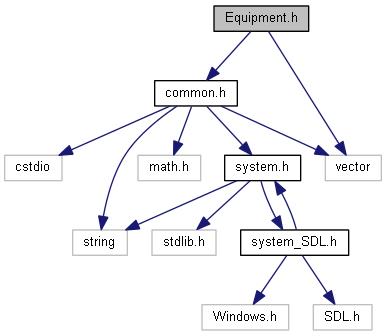 Equipment.h
common.h
cstdio
math.h
system.h
vector
string
stdlib.h
system_SDL.h
Windows.h
SDL.h